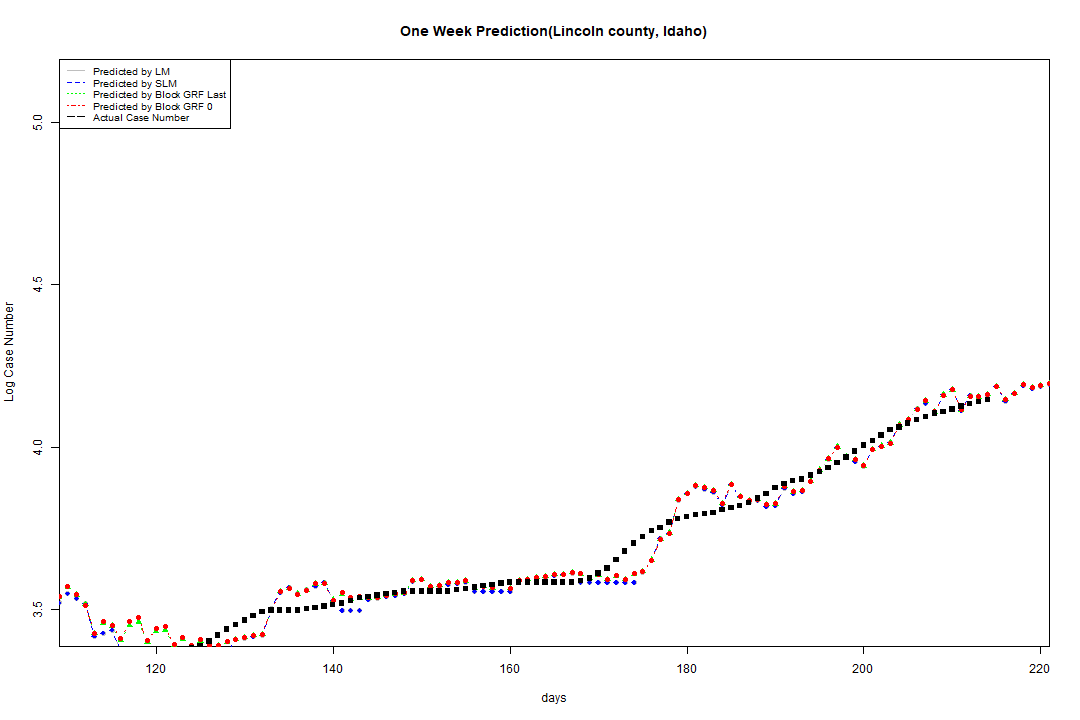 One Week Prediction(Lincoln county, Idaho)
Predicted by LM
Predicted by SLM
Predicted by Block GRF Last
Predicted by Block GRF 0
Actual Case Number
5.0
4.5
4.0
3.5
Log Case Number
120 140 160 180 200 220
days